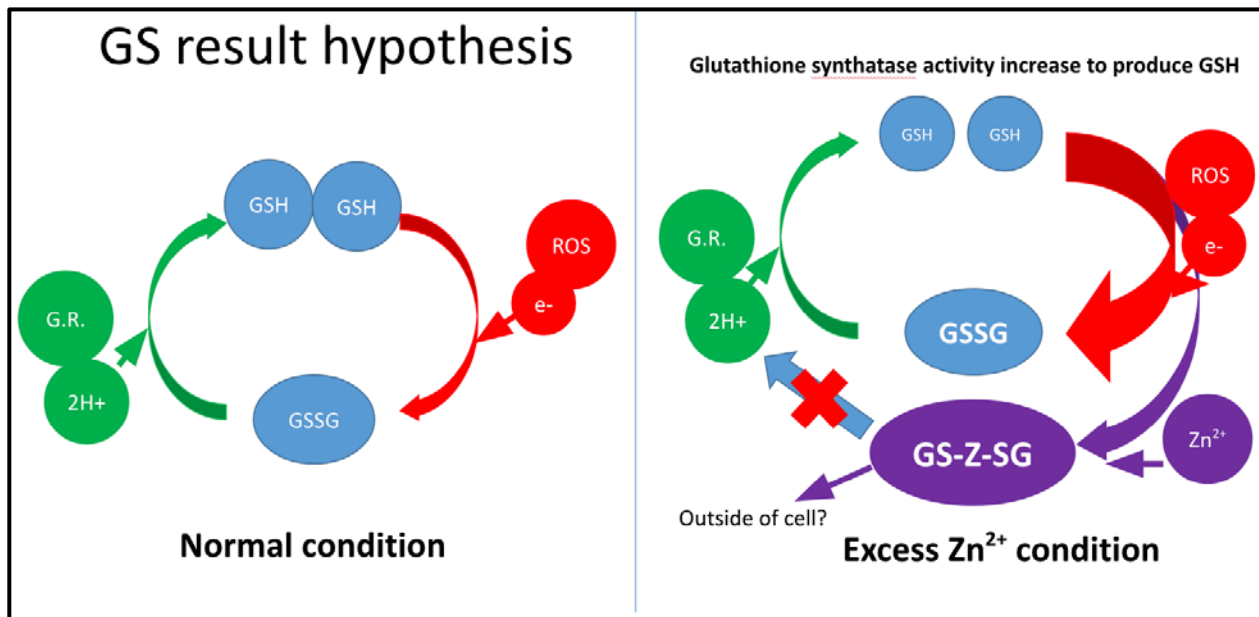 GS result hypothesis
GSH GSH
ROS
e-
G.R.
2H+
GSSG
Normal condition
Glutathione synthatase activity increase to produce GSH
GSH GSH
ROS
e-
G.R.
2H+
GSSG
GS-Z-SG
Zn²⁺
Outside of cell?
Excess Zn²⁺ condition